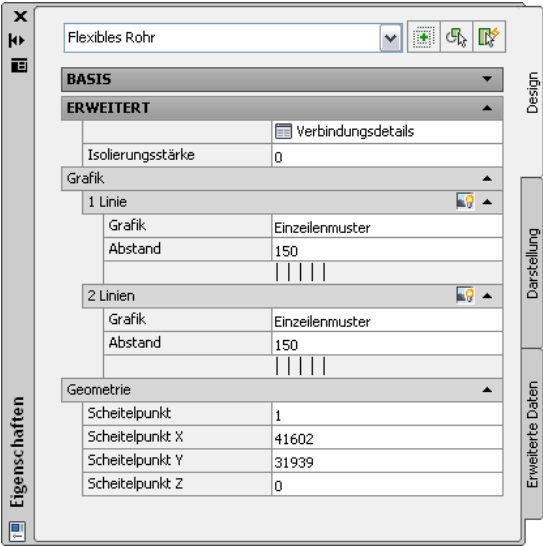 Flexibles Rohr
BASIS
ERWEITERT
Verbindungsdetails
Isolierungsstärke 0
Grafik
1 Linie
Grafik Einzeilenmuster
Abstand 150
2 Linien
Grafik Einzeilenmuster
Abstand 150
Geometrie
Scheitelpunkt 1
Scheitelpunkt X 41602
Scheitelpunkt Y 31939
Scheitelpunkt Z 0
Eigenschaften
Design
Darstellung
Erweiterte Daten